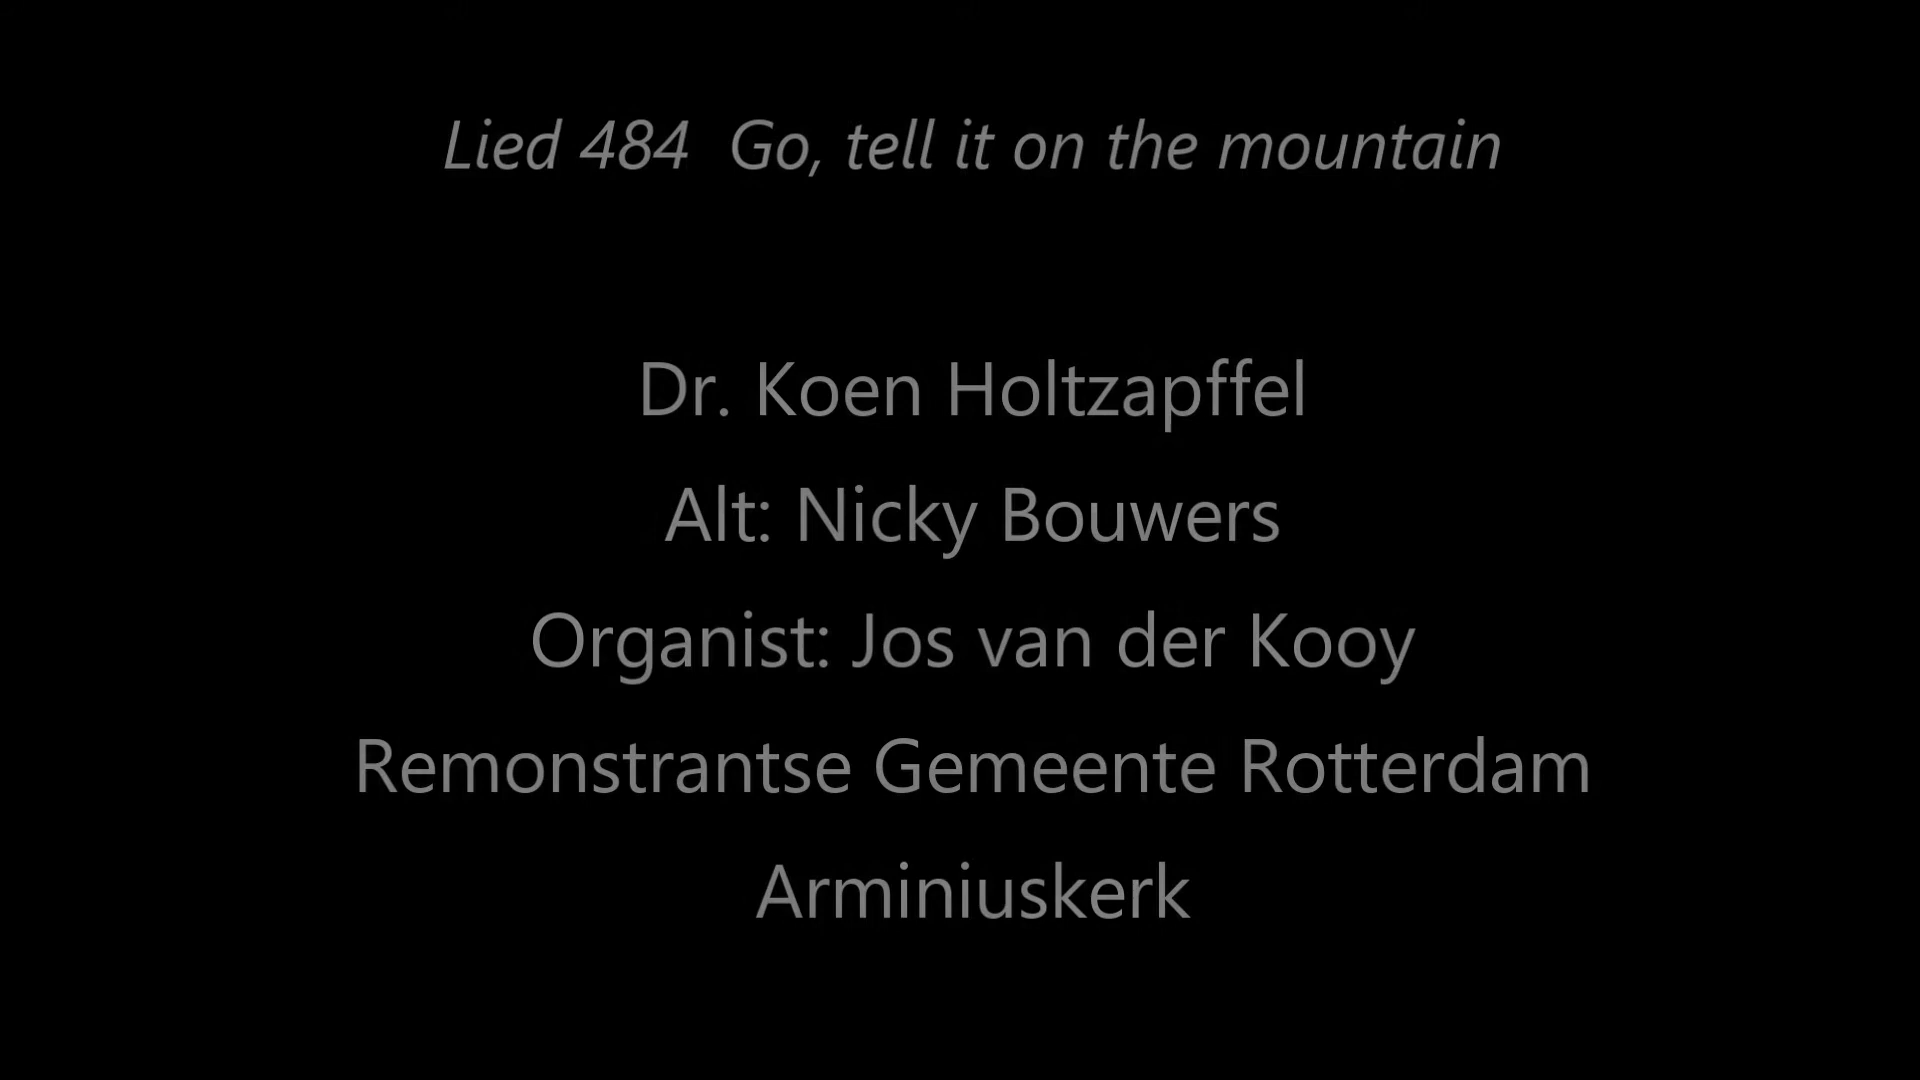 Lied 484  Go, tell it on the mountain
Dr. Koen Holtzapffel
Alt: Nicky Bouwers
Organist: Jos van der Kooy
Remonstrantse Gemeente Rotterdam
Arminiuskerk